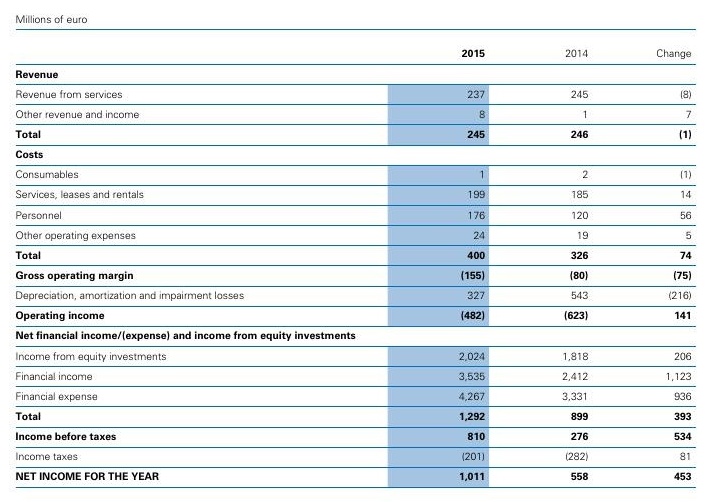 Millions of euro
2015 2014 Change
Revenue
Revenue from services 237 245 (8)
Other revenue and income 8 1 7
Total 245 246 (1)
Costs
Consumables 1 2 (1)
Services, leases and rentals 199 185 14
Personnel 176 120 56
Other operating expenses 24 19 5
Total 400 326 74
Gross operating margin (155) (80) (75)
Depreciation, amortization and impairment losses 327 543 (216)
Operating income (482) (623) 141
Net financial income/(expense) and income from equity investments
Income from equity investments 2,024 1,818 206
Financial income 3,535 2,412 1,123
Financial expense 4,267 3,331 936
Total 1,292 899 393
Income before taxes 810 276 534
Income taxes (201) (282) 81
NET INCOME FOR THE YEAR 1,011 558 453